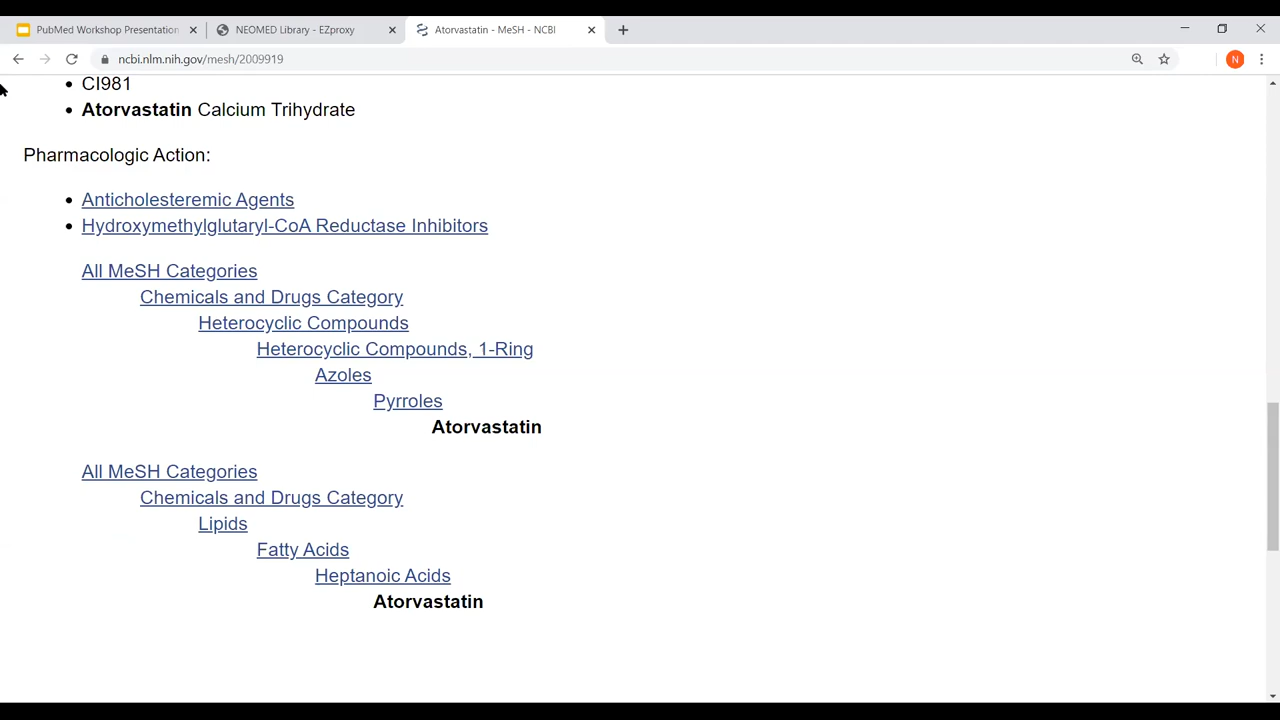 PubMed Workshop Presentation
NEOMED Library - EZproxy
Atorvastatin - MeSH - NCBI
ncbi.nlm.nih.gov/mesh/2009919
N
CI981
Atorvastatin Calcium Trihydrate
Pharmacologic Action:
Anticholesteremic Agents
Hydroxymethylglutaryl-CoA Reductase Inhibitors
All MeSH Categories
Chemicals and Drugs Category
Heterocyclic Compounds
Heterocyclic Compounds, 1-Ring
Azoles
Pyrroles
Atorvastatin
All MeSH Categories
Chemicals and Drugs Category
Lipids
Fatty Acids
Heptanoic Acids
Atorvastatin